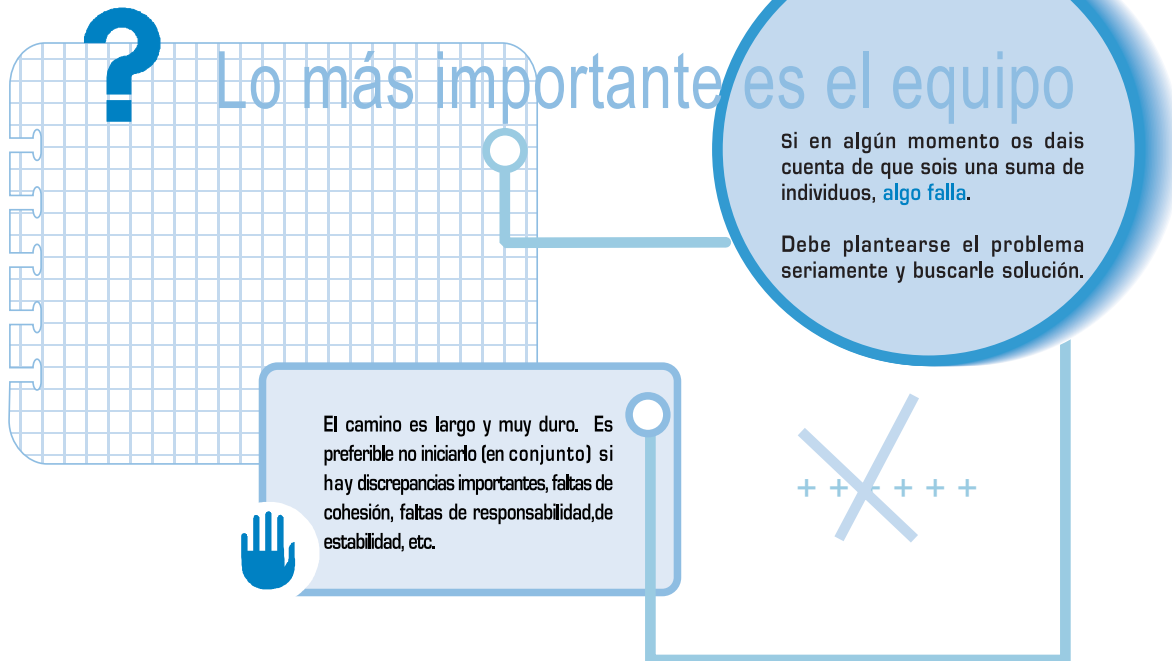 ?
Lo más importante es el equipo
Si en algún momento os dais
cuenta de que sois una suma de
individuos, algo falla.
Debe plantearse el problema
seriamente y buscarle solución.
El camino es largo y muy duro. Es
preferible no iniciarlo (en conjunto) si
hay discrepancias importantes, faltas de
cohesión, faltas de responsabilidad,de
estabilidad, etc.
+ + + + + +